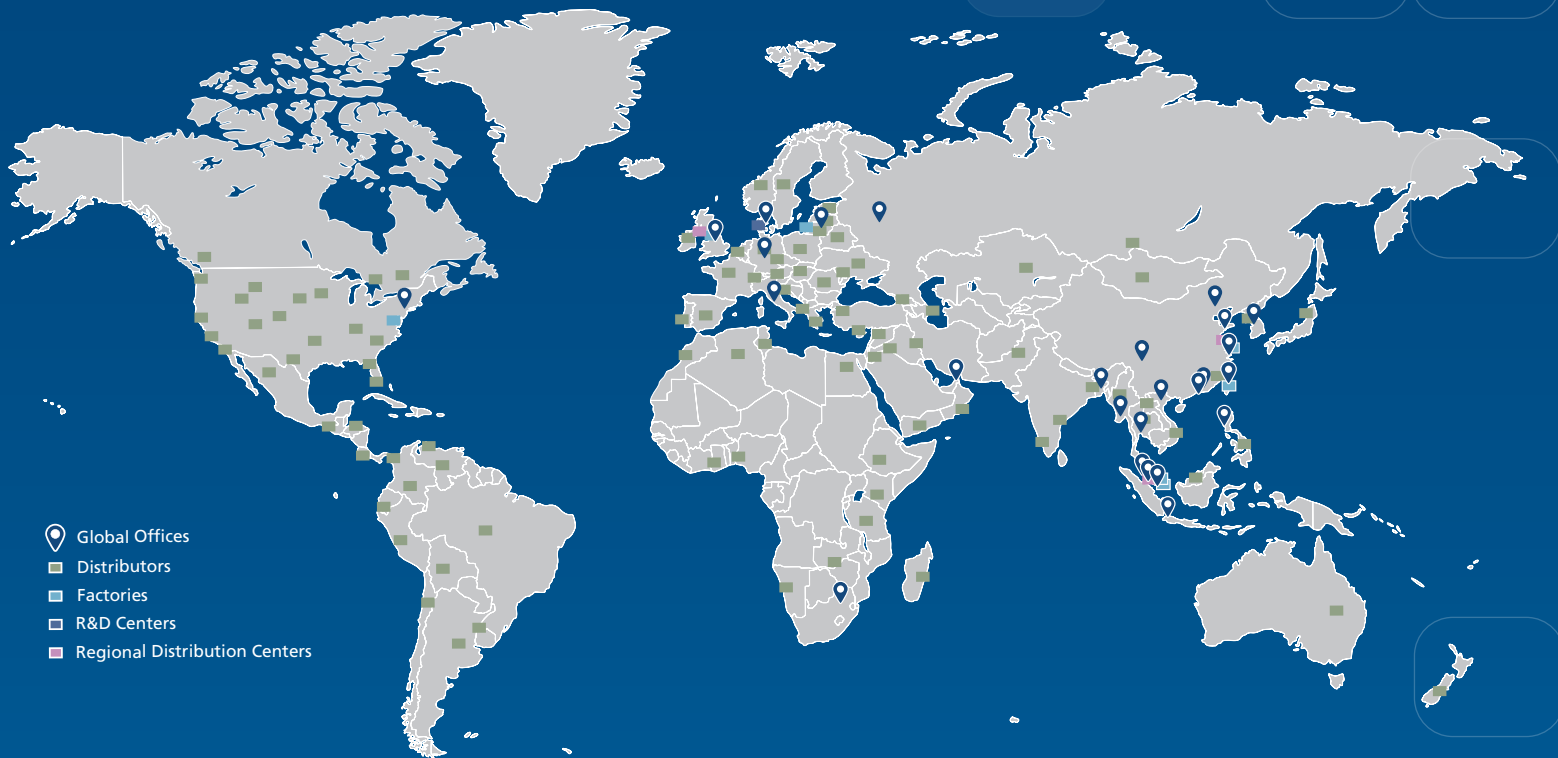 Global Offices
Distributors
Factories
R&D Centers
Regional Distribution Centers